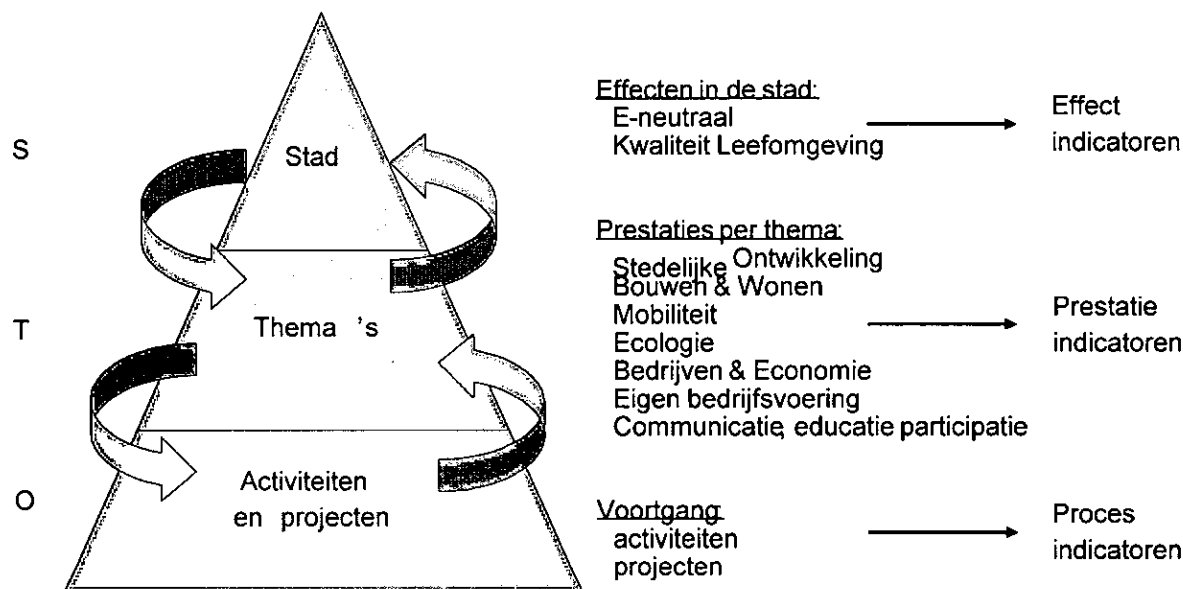 S
Stad
Effecten in de stad:
E-neutraal
Kwaliteit Leefomgeving
Effect
indicatoren
T
Thema 's
Prestaties per thema:
Stedelijke Ontwikkeling
Bouwen & Wonen
Mobiliteit
Ecologie
Bedrijven & Economie
Eigen bedrijfsvoering
Communicatie, educatie participatie
Prestatie
indicatoren
O
Activiteiten
en projecten
Voortgang
activiteiten
projecten
Proces
indicatoren